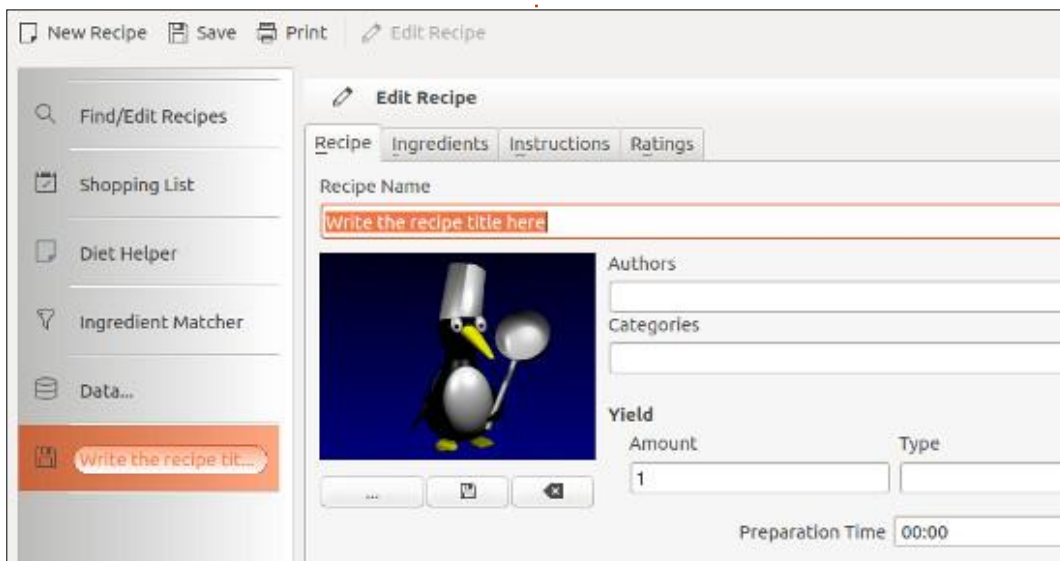 New Recipe Save Print Edit Recipe
Find/Edit Recipes
Shopping List
Diet Helper
Ingredient Matcher
Data...
Write the recipe tit...
Edit Recipe
Recipe Ingredients Instructions Ratings
Recipe Name
Write the recipe title here
Authors
Categories
Yield
Amount Type
1
...
Preparation Time 00:00